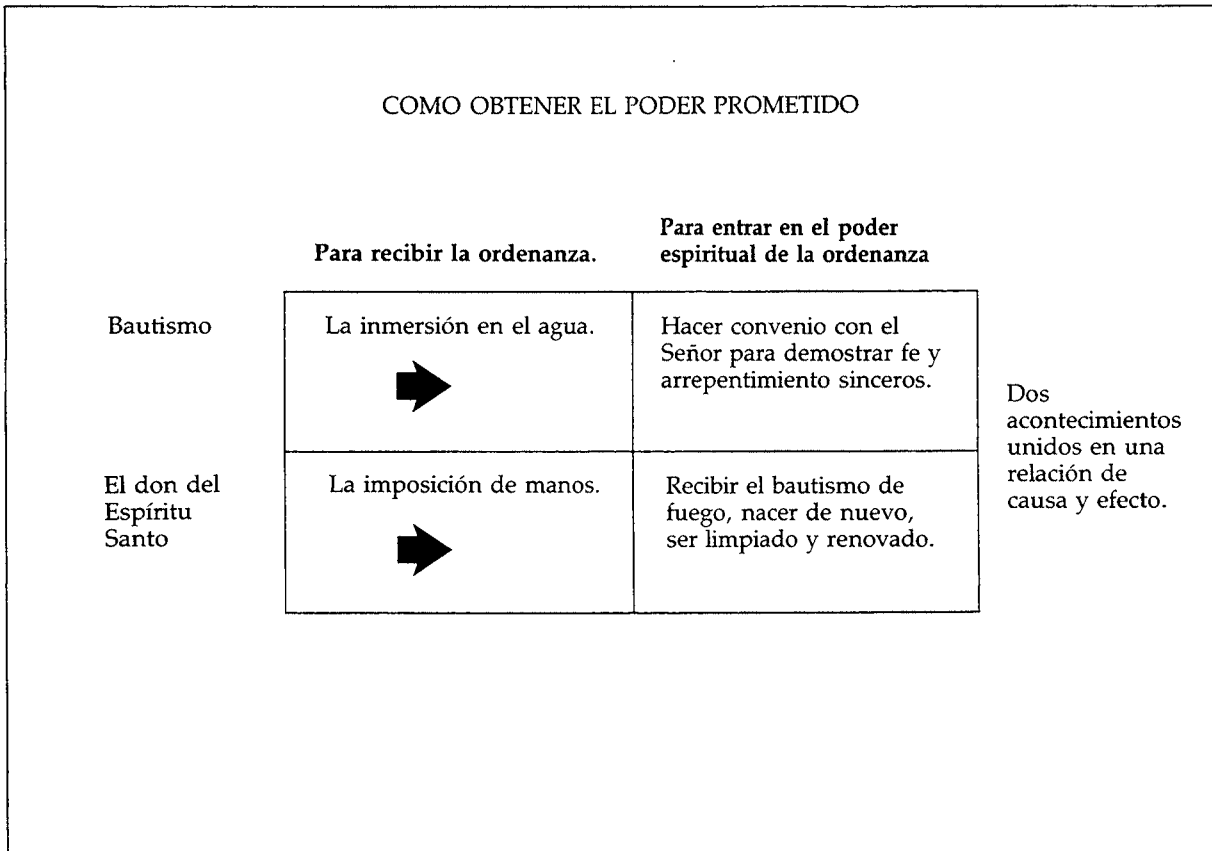 COMO OBTENER EL PODER PROMETIDO
Para recibir la ordenanza.
Para entrar en el poder
espiritual de la ordenanza
Bautismo
La inmersión en el agua.
Hacer convenio con el
Señor para demostrar fe y
arrepentimiento sinceros.
El don del
Espíritu
Santo
La imposición de manos.
Recibir el bautismo de
fuego, nacer de nuevo,
ser limpiado y renovado.
Dos
acontecimientos
unidos en una
relación de
causa y efecto.